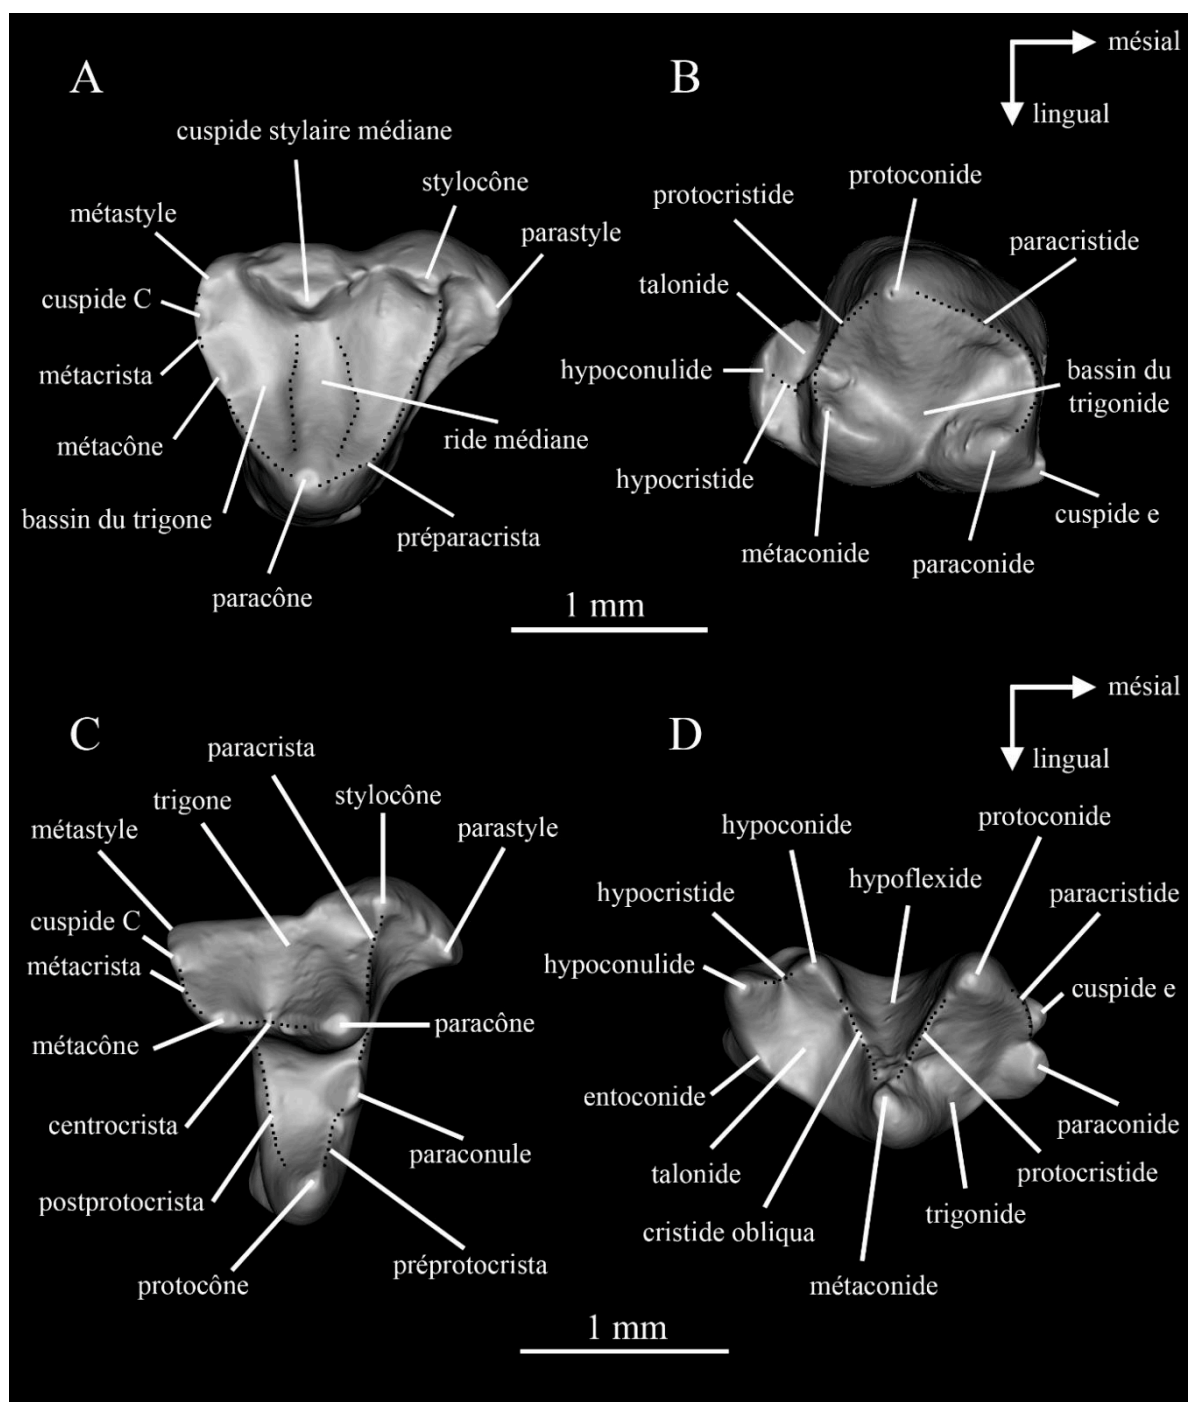 A
cuspide stylaire médiane
stylocône
métastyle
parastyle
cuspide C
métacrista
métacône
ride médiane
bassin du trigone
préparacrista
paracône
B
mésial
lingual
protoconide
protocristide
paracristide
talonide
hypoconulide
bassin du
trigonide
hypocristide
cuspide e
métaconide
paraconide
1 mm
C
paracrista
trigone
stylocône
métastyle
parastyle
cuspide C
métacrista
paracône
métacône
centrocrista
paraconule
postprotocrista
préprotocrista
protocône
D
mésial
lingual
protoconide
hypoconide
hypoflexide
hypocristide
paracristide
hypoconulide
cuspide e
entoconide
paraconide
talonide
protocristide
trigonide
cristide obliqua
métaconide
1 mm